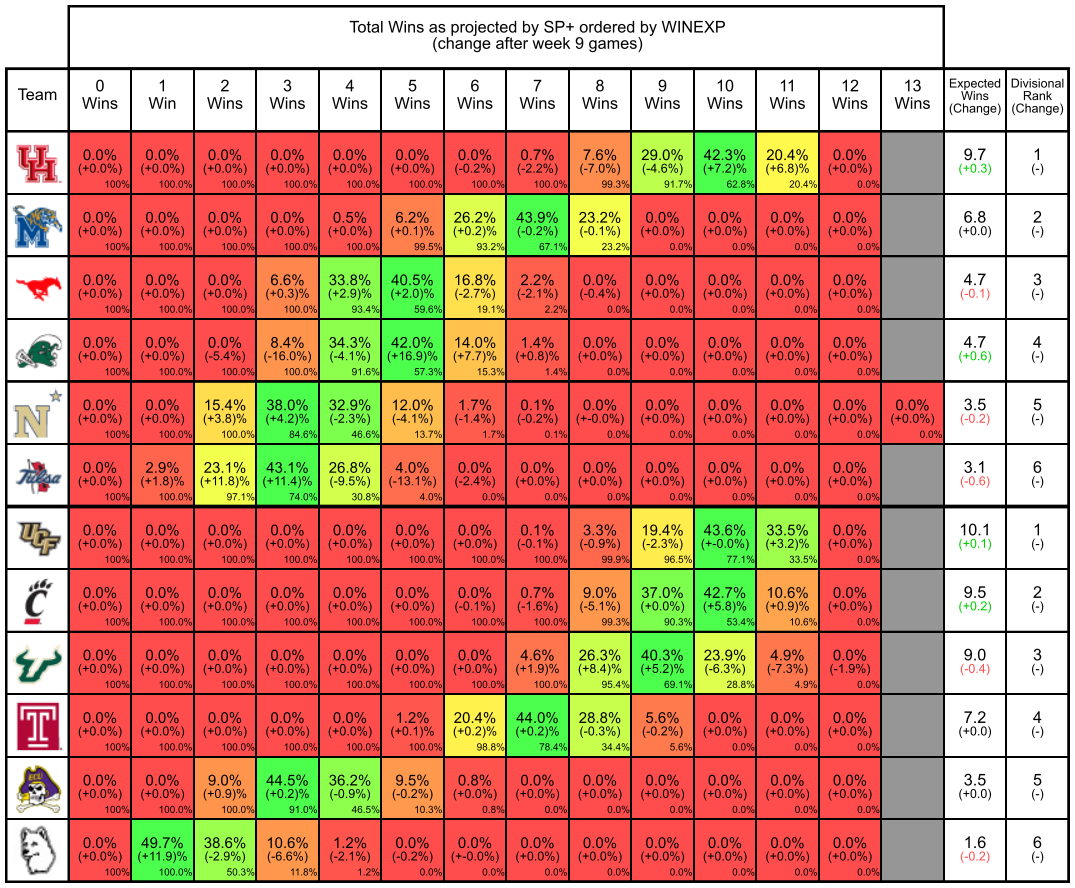 Total Wins as projected by SP+ ordered by WINEXP
(change after week 9 games)
Team
0 Wins
1 Win
2 Wins
3 Wins
4 Wins
5 Wins
6 Wins
7 Wins
8 Wins
9 Wins
10 Wins
11 Wins
12 Wins
13 Wins
Expected Wins (Change)
Divisional Rank (Change)
UH
0.0% 0.0% 0.0% 0.0% 0.0% 0.0% 0.0% 0.7% 7.6% 29.0% 42.3% 20.4% 0.0% 9.7 1
(+0.0%) (+0.0%) (+0.0%) (+0.0%) (+0.0%) (+0.0%) (-0.2%) (-2.2%) (-7.0%) (-4.6%) (+7.2)% (+6.8)% (+0.0%) (+0.3) (-)
100% 100.0% 100.0% 100.0% 100.0% 100.0% 100.0% 100.0% 99.3% 91.7% 62.8% 20.4% 0.0%
M
0.0% 0.0% 0.0% 0.0% 0.5% 6.2% 26.2% 43.9% 23.2% 0.0% 0.0% 0.0% 0.0% 6.8 2
(+0.0%) (+0.0%) (+0.0%) (+0.0%) (+0.0%) (+0.1)% (+0.2)% (-0.2%) (-0.1%) (+0.0%) (+0.0%) (+0.0%) (+0.0%) (+0.0) (-)
100% 100.0% 100.0% 100.0% 100.0% 99.5% 93.2% 67.1% 23.2% 0.0% 0.0% 0.0% 0.0%
0.0% 0.0% 0.0% 6.6% 33.8% 40.5% 16.8% 2.2% 0.0% 0.0% 0.0% 0.0% 0.0% 4.7 3
(+0.0%) (+0.0%) (+0.0%) (+0.3)% (+2.9)% (+2.0)% (-2.7%) (-2.1%) (-0.4%) (+0.0%) (+0.0%) (+0.0%) (+0.0%) (-0.1) (-)
100% 100.0% 100.0% 100.0% 93.4% 59.6% 19.1% 2.2% 0.0% 0.0% 0.0% 0.0% 0.0%
0.0% 0.0% 0.0% 8.4% 34.3% 42.0% 14.0% 1.4% 0.0% 0.0% 0.0% 0.0% 0.0% 4.7 4
(+0.0%) (+0.0%) (-5.4%) (-16.0%) (-4.1%) (+16.9)% (+7.7)% (+0.8)% (+0.0%) (+0.0%) (+0.0%) (+0.0%) (+0.0%) (+0.6) (-)
100% 100.0% 100.0% 100.0% 91.6% 57.3% 15.3% 1.4% 0.0% 0.0% 0.0% 0.0% 0.0%
N
0.0% 0.0% 15.4% 38.0% 32.9% 12.0% 1.7% 0.1% 0.0% 0.0% 0.0% 0.0% 0.0% 0.0% 3.5 5
(+0.0%) (+0.0%) (+3.8)% (+4.2)% (-2.3%) (-4.1%) (-1.4%) (-0.2%) (+-0.0%) (+0.0%) (+0.0%) (+0.0%) (+0.0%) (+0.0%) (-0.2) (-)
100% 100.0% 100.0% 84.6% 46.6% 13.7% 1.7% 0.1% 0.0% 0.0% 0.0% 0.0% 0.0% 0.0%
Tulsa
0.0% 2.9% 23.1% 43.1% 26.8% 4.0% 0.0% 0.0% 0.0% 0.0% 0.0% 0.0% 0.0% 3.1 6
(+0.0%) (+1.8)% (+11.8)% (+11.4)% (-9.5%) (-13.1%) (-2.4%) (+0.0%) (+0.0%) (+0.0%) (+0.0%) (+0.0%) (+0.0%) (-0.6) (-)
100% 100.0% 97.1% 74.0% 30.8% 4.0% 0.0% 0.0% 0.0% 0.0% 0.0% 0.0% 0.0%
UCF
0.0% 0.0% 0.0% 0.0% 0.0% 0.0% 0.0% 0.1% 3.3% 19.4% 43.6% 33.5% 0.0% 10.1 1
(+0.0%) (+0.0%) (+0.0%) (+0.0%) (+0.0%) (+0.0%) (+0.0%) (-0.1%) (-0.9%) (-2.3%) (+-0.0%) (+3.2)% (+0.0%) (+0.1) (-)
100% 100.0% 100.0% 100.0% 100.0% 100.0% 100.0% 100.0% 99.9% 96.5% 77.1% 33.5% 0.0%
C
0.0% 0.0% 0.0% 0.0% 0.0% 0.0% 0.0% 0.7% 9.0% 37.0% 42.7% 10.6% 0.0% 9.5 2
(+0.0%) (+0.0%) (+0.0%) (+0.0%) (+0.0%) (+0.0%) (-0.1%) (-1.6%) (-5.1%) (+0.0%) (+5.8)% (+0.9)% (+0.0%) (+0.2) (-)
100% 100.0% 100.0% 100.0% 100.0% 100.0% 100.0% 100.0% 99.3% 90.3% 53.4% 10.6% 0.0%
0.0% 0.0% 0.0% 0.0% 0.0% 0.0% 0.0% 4.6% 26.3% 40.3% 23.9% 4.9% 0.0% 9.0 3
(+0.0%) (+0.0%) (+0.0%) (+0.0%) (+0.0%) (+0.0%) (+0.0%) (+1.9)% (+8.4)% (+5.2)% (-6.3%) (-7.3%) (-1.9%) (-0.4) (-)
100% 100.0% 100.0% 100.0% 100.0% 100.0% 100.0% 100.0% 95.4% 69.1% 28.8% 4.9% 0.0%
T
0.0% 0.0% 0.0% 0.0% 0.0% 1.2% 20.4% 44.0% 28.8% 5.6% 0.0% 0.0% 0.0% 7.2 4
(+0.0%) (+0.0%) (+0.0%) (+0.0%) (+0.0%) (+0.1)% (+0.2)% (+0.2)% (-0.3%) (-0.2%) (+0.0%) (+0.0%) (+0.0%) (+0.0) (-)
100% 100.0% 100.0% 100.0% 100.0% 100.0% 98.8% 78.4% 34.4% 5.6% 0.0% 0.0% 0.0%
ECU
0.0% 0.0% 9.0% 44.5% 36.2% 9.5% 0.8% 0.0% 0.0% 0.0% 0.0% 0.0% 0.0% 3.5 5
(+0.0%) (+0.0%) (+0.9)% (+0.2)% (-0.9%) (-0.2%) (+0.0%) (+0.0%) (+0.0%) (+0.0%) (+0.0%) (+0.0%) (+0.0%) (+0.0) (-)
100% 100.0% 100.0% 91.0% 46.5% 10.3% 0.8% 0.0% 0.0% 0.0% 0.0% 0.0% 0.0%
0.0% 49.7% 38.6% 10.6% 1.2% 0.0% 0.0% 0.0% 0.0% 0.0% 0.0% 0.0% 0.0% 1.6 6
(+0.0%) (+11.9)% (-2.9%) (-6.6%) (-2.1%) (-0.2%) (+-0.0%) (+0.0%) (+0.0%) (+0.0%) (+0.0%) (+0.0%) (+0.0%) (-0.2) (-)
100% 100.0% 50.3% 11.8% 1.2% 0.0% 0.0% 0.0% 0.0% 0.0% 0.0% 0.0% 0.0%